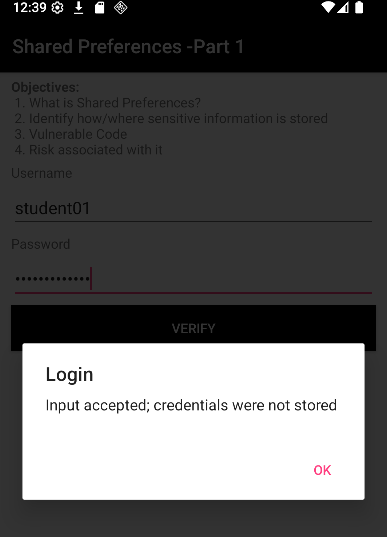 12:39
Shared Preferences -Part 1
Objectives:
1. What is Shared Preferences?
2. Identify how/where sensitive information is stored
3. Vulnerable Code
4. Risk associated with it
Username
student01
Password
•••••••••••••
VERIFY
Login
Input accepted; credentials were not stored
OK